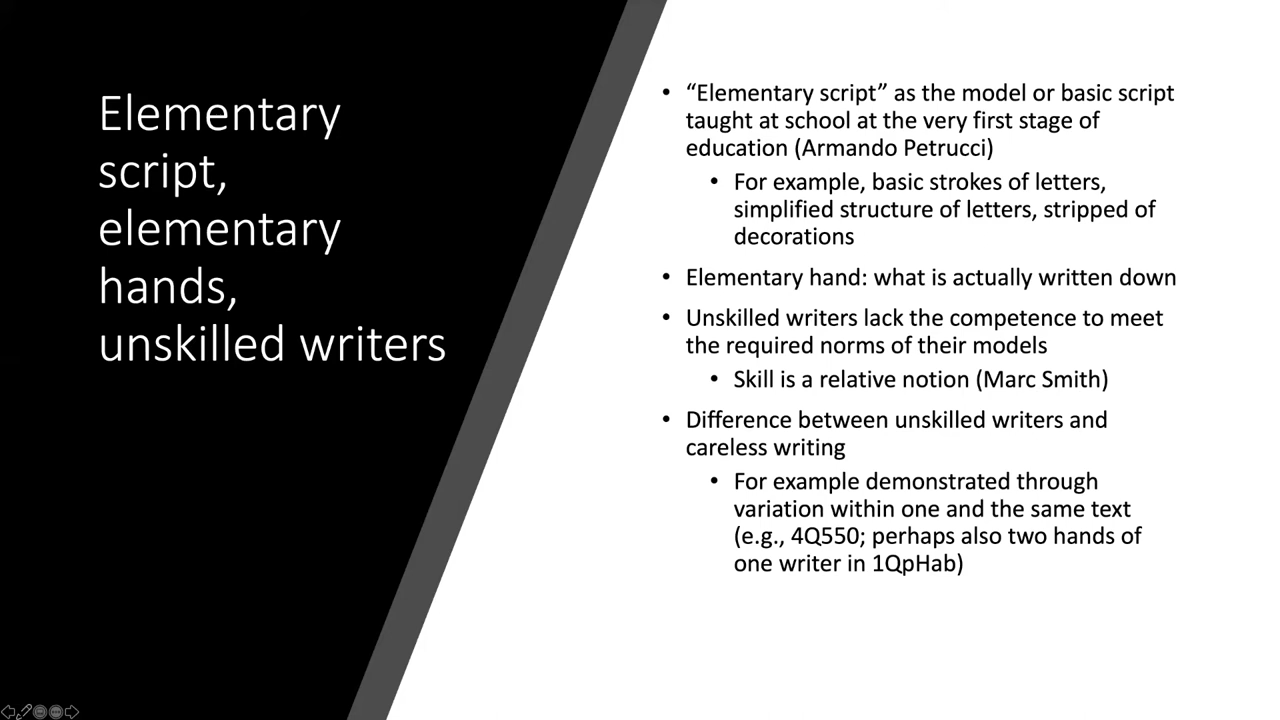 Elementary
script,
elementary
hands,
unskilled writers
• “Elementary script” as the model or basic script
taught at school at the very first stage of
education (Armando Petrucci)
• For example, basic strokes of letters,
simplified structure of letters, stripped of
decorations
• Elementary hand: what is actually written down
• Unskilled writers lack the competence to meet
the required norms of their models
• Skill is a relative notion (Marc Smith)
• Difference between unskilled writers and
careless writing
• For example demonstrated through
variation within one and the same text
(e.g., 4Q550; perhaps also two hands of
one writer in 1QpHab)